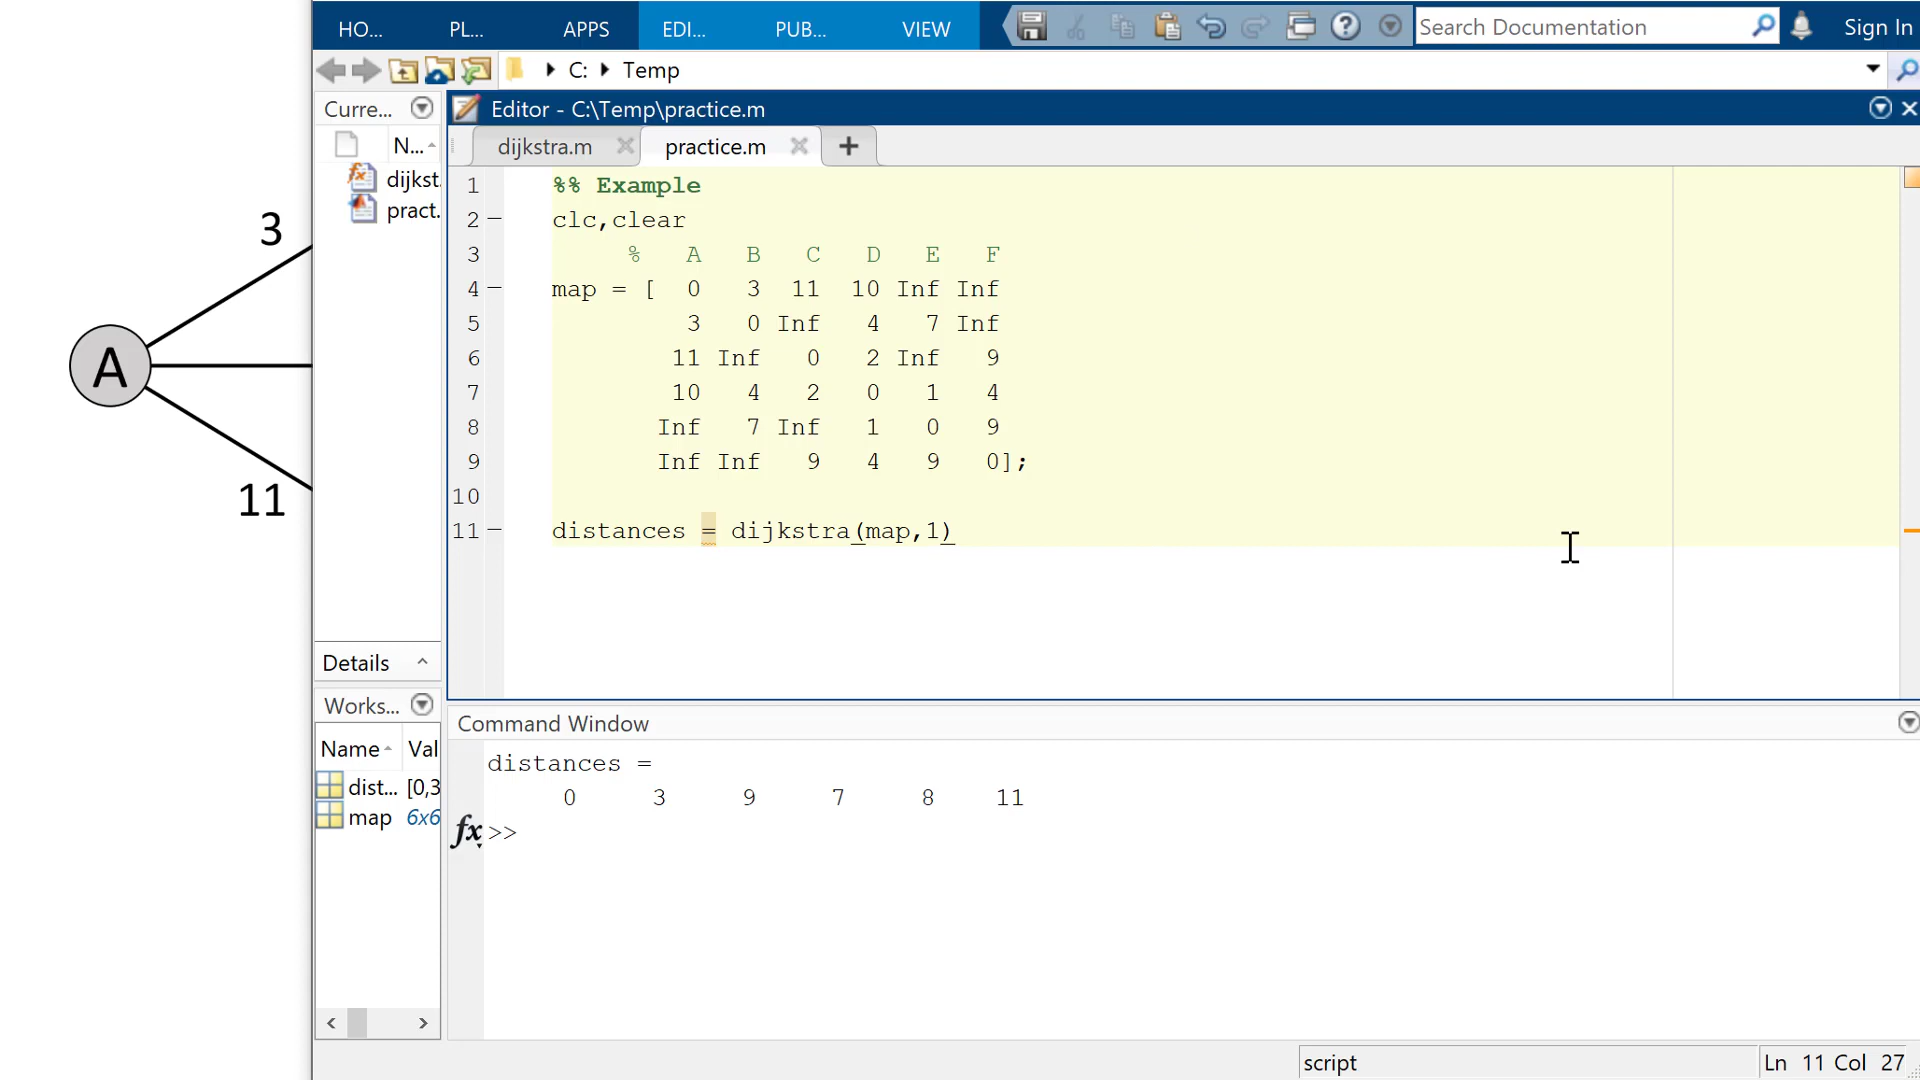 HO... PL... APPS EDI... PUB... VIEW Search Documentation Sign In
C: Temp
Curre...
Editor - C:\Temp\practice.m
dijkstra.m practice.m
N...
dijkst.
pract.
1 %% Example
2 clc,clear
3 % A B C D E F
4 map = [ 0 3 11 10 Inf Inf
5 3 0 Inf 4 7 Inf
6 11 Inf 0 2 Inf 9
7 10 4 2 0 1 4
8 Inf 7 Inf 1 0 9
9 Inf Inf 9 4 9 0];
10
11 distances = dijkstra(map,1)
3
A
11
Details
Works...
Name Val
dist... [0,3
map 6x6
Command Window
distances =
0 3 9 7 8 11
fx >>
script Ln 11 Col 27